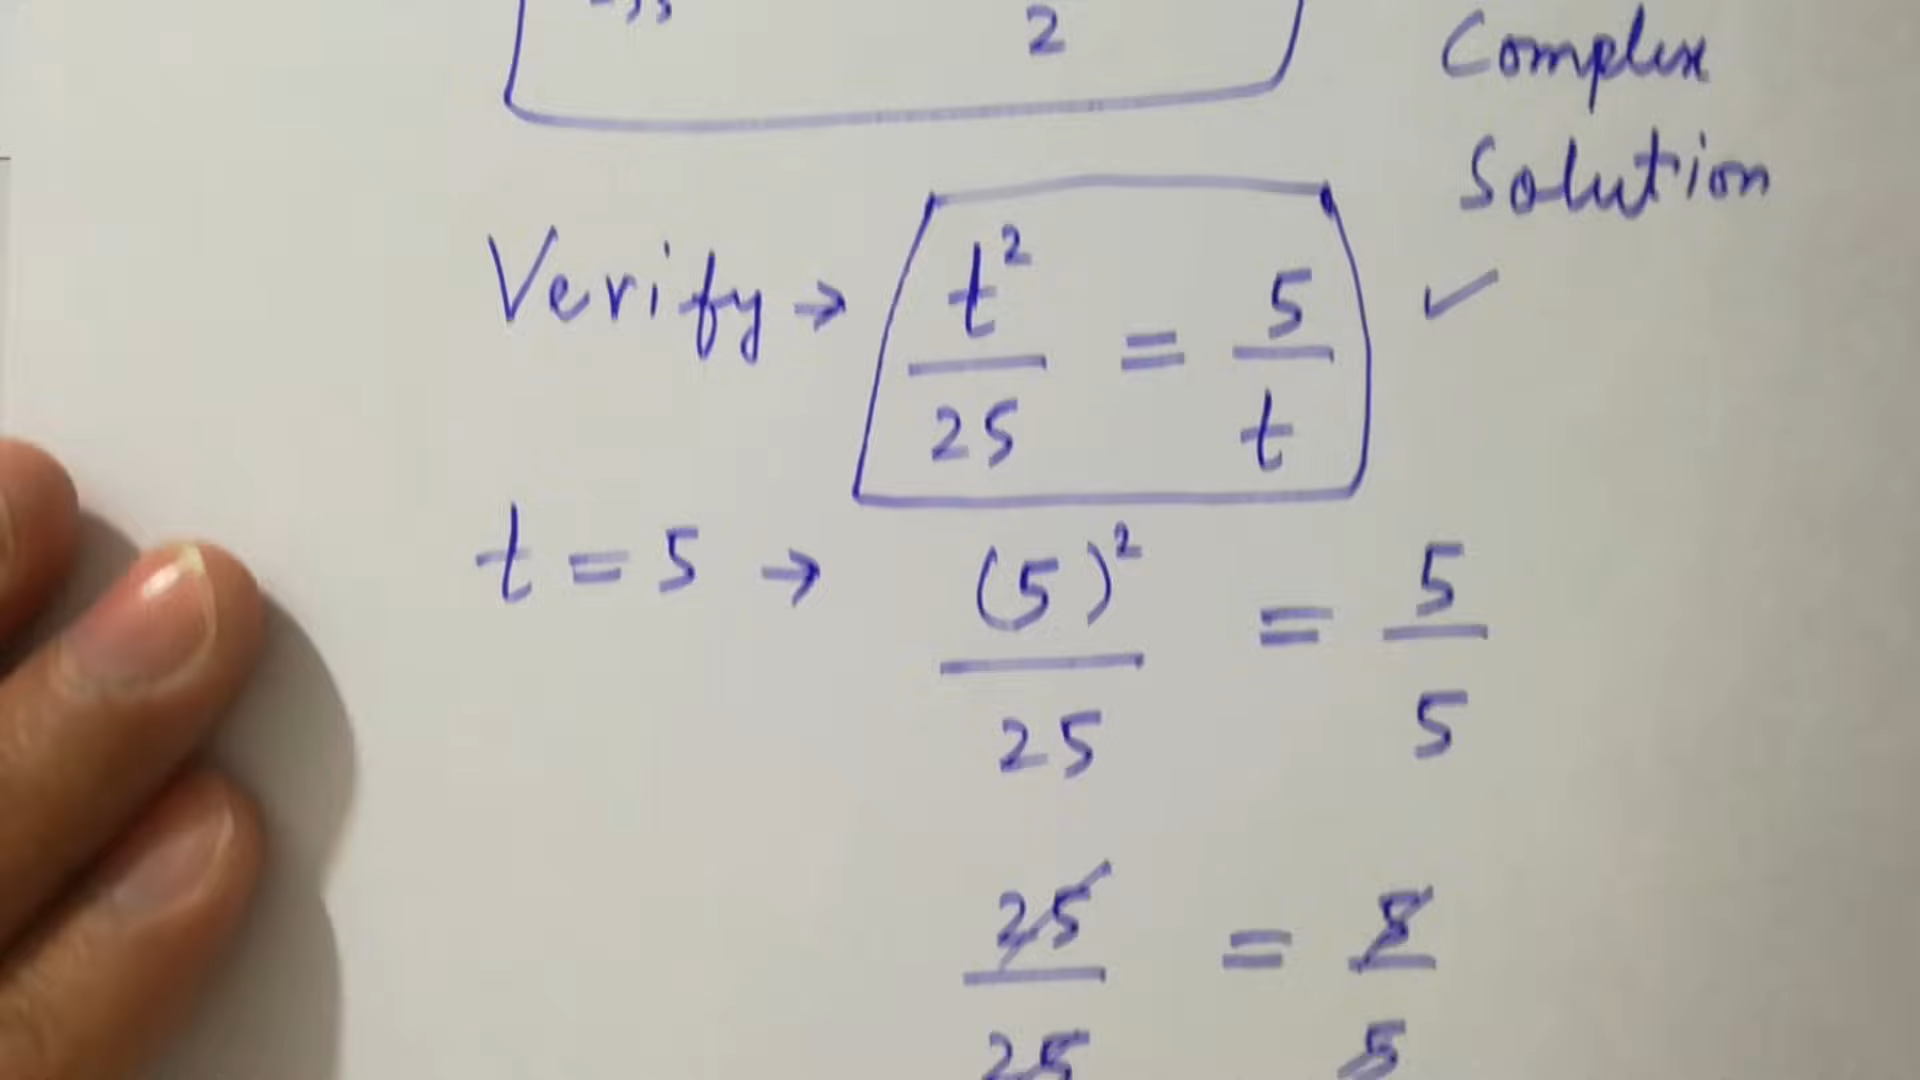 2
Complex
Solution
Verify → t² / 25 = 5 / t ✓
t = 5 → (5)² / 25 = 5 / 5
25 / 25 = 5 / 5